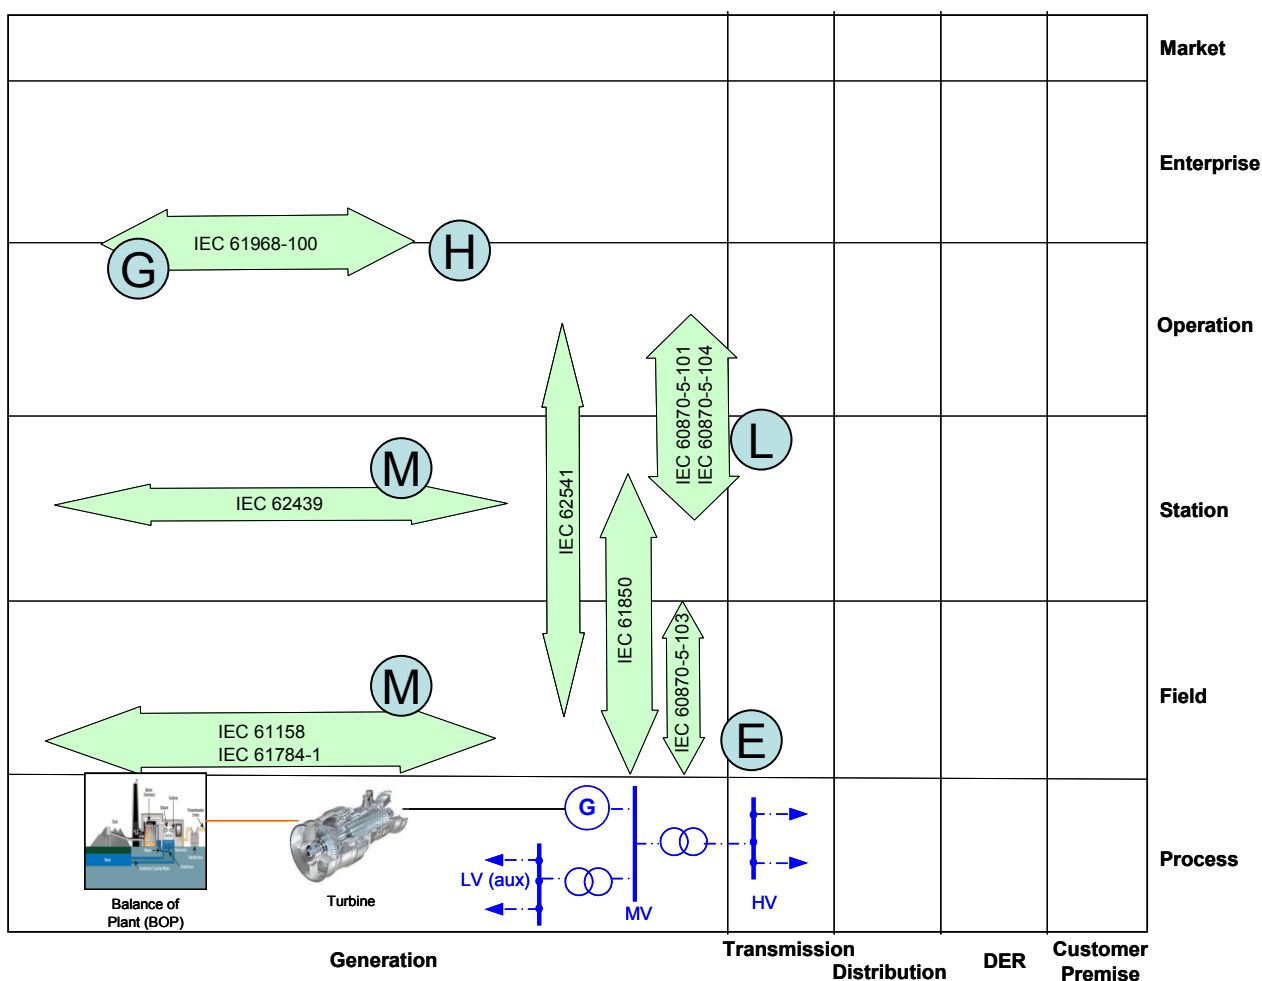 Market
Enterprise
IEC 61968-100
G
H
Operation
IEC 60870-5-101
IEC 60870-5-104
L
M
IEC 62439
IEC 62541
Station
IEC 61850
IEC 60870-5-103
M
Field
IEC 61158
IEC 61784-1
E
G
Process
LV (aux)
MV
HV
Balance of
Plant (BOP)
Turbine
Generation
Transmission
Distribution
DER
Customer
Premise